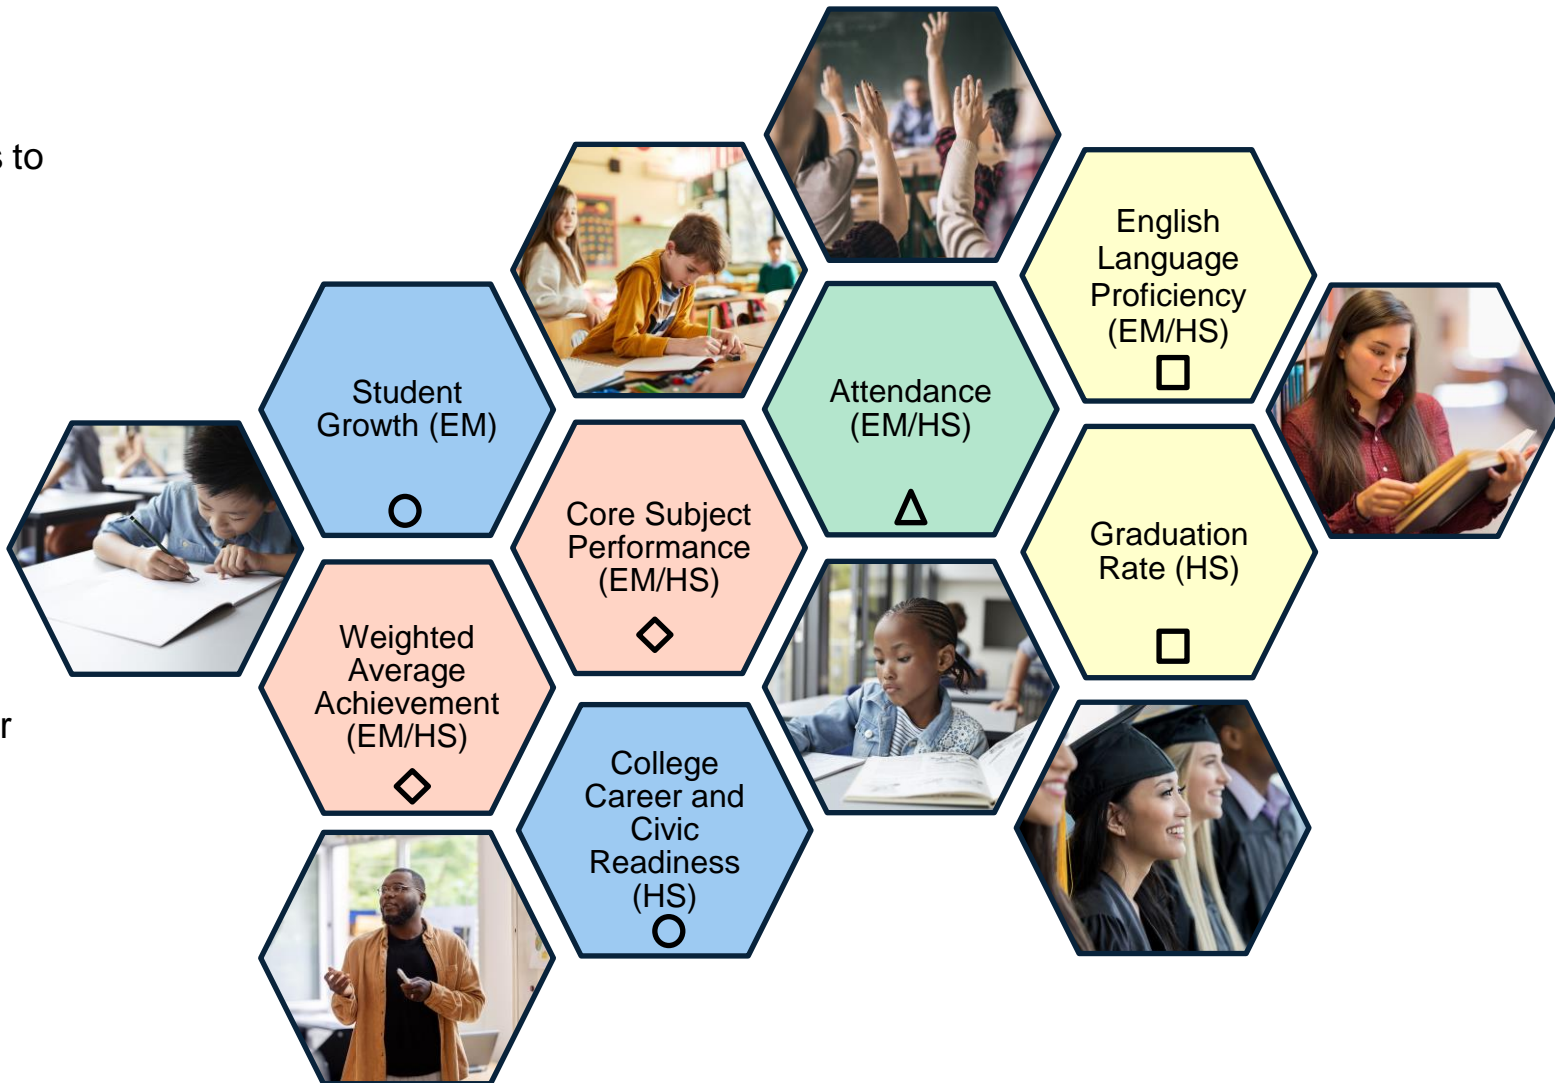 s to
r
English
Language
Proficiency
(EM/HS)
Student
Growth (EM)
Attendance
(EM/HS)
Core Subject
Performance
(EM/HS)
Graduation
Rate (HS)
Weighted
Average
Achievement
(EM/HS)
College
Career and
Civic
Readiness
(HS)